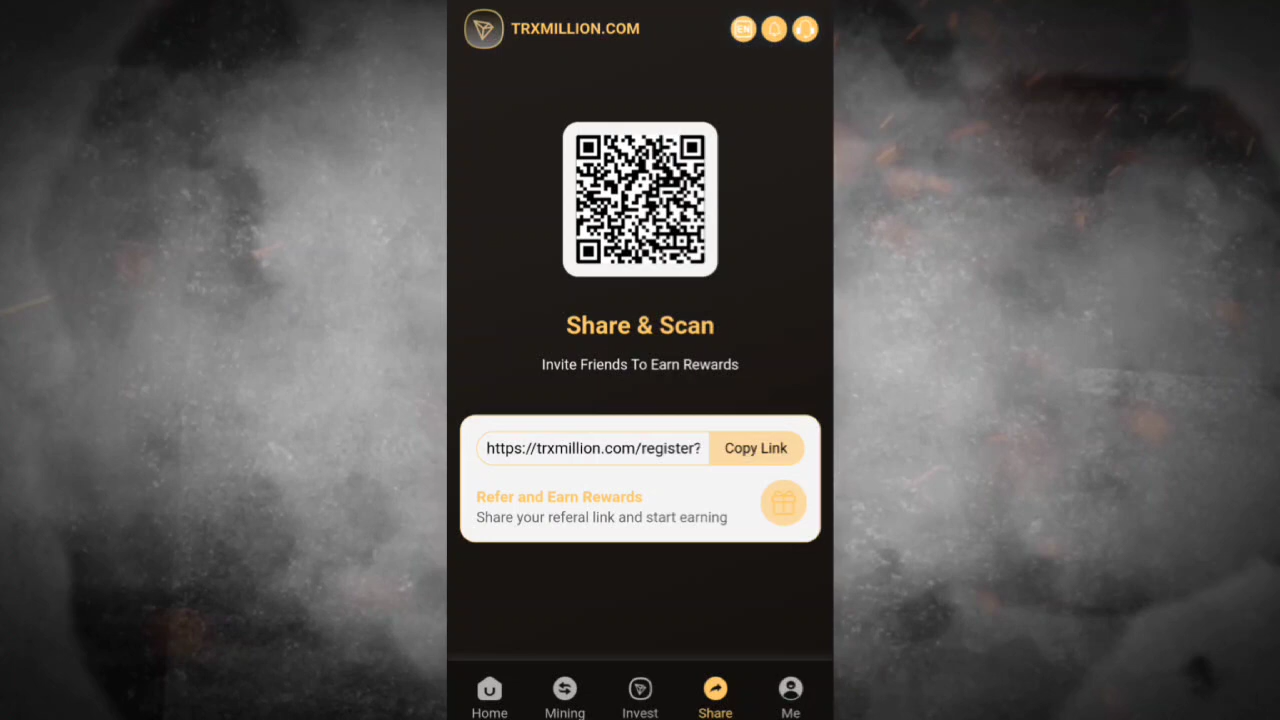 TRXMILLION.COM
EN
Share & Scan
Invite Friends To Earn Rewards
https://trxmillion.com/register?
Copy Link
Refer and Earn Rewards
Share your referal link and start earning
Home
Mining
Invest
Share
Me